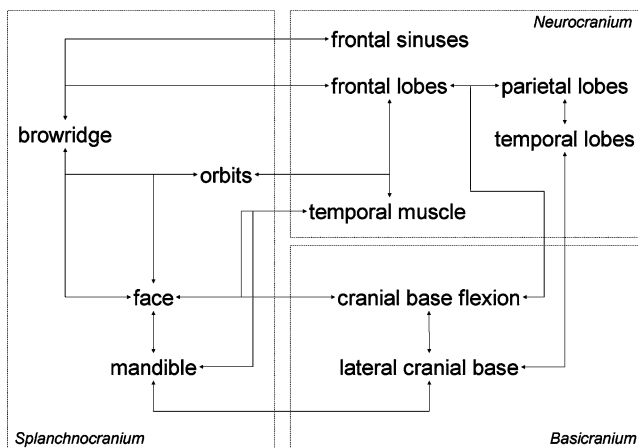 Neurocranium
frontal sinuses
frontal lobes
parietal lobes
browridge
temporal lobes
orbits
temporal muscle
face
cranial base flexion
mandible
lateral cranial base
Splanchnocranium
Basicranium